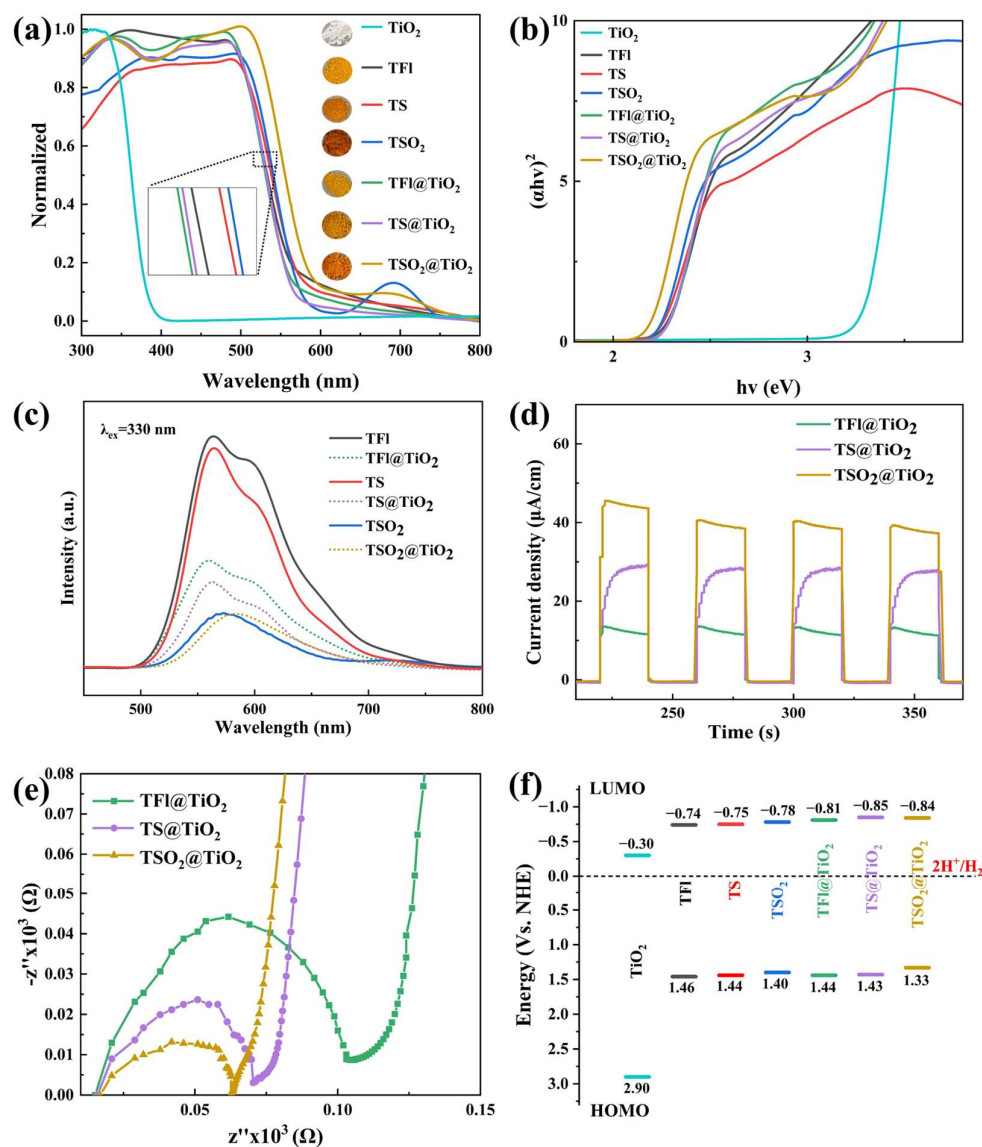 (a)
1.0
0.8
0.6
0.4
0.2
0.0
Normalized
300
400
500
600
700
800
Wavelength (nm)
TiO₂
TFl
TS
TSO₂
TFl@TiO₂
TS@TiO₂
TSO₂@TiO₂
(b)
10
5
0
(αhν)²
2
3
hν (eV)
TiO₂
TFl
TS
TSO₂
TFl@TiO₂
TS@TiO₂
TSO₂@TiO₂
(c)
λex=330 nm
Intensity (a.u.)
500
600
700
800
Wavelength (nm)
TFl
TFl@TiO₂
TS
TS@TiO₂
TSO₂
TSO₂@TiO₂
(d)
60
40
20
0
Current density (μA/cm)
250
300
350
Time (s)
TFl@TiO₂
TS@TiO₂
TSO₂@TiO₂
(e)
0.08
0.07
0.06
0.05
0.04
0.03
0.02
0.01
0.00
-z''x10³ (Ω)
0.05
0.10
0.15
z''x10³ (Ω)
TFl@TiO₂
TS@TiO₂
TSO₂@TiO₂
(f)
LUMO
-1.0
-0.5
0.0
0.5
1.0
1.5
2.0
2.5
3.0
Energy (Vs. NHE)
−0.30
−0.74
−0.75
−0.78
−0.81
−0.85
−0.84
2H⁺/H₂
TiO₂
TFl
TS
TSO₂
TFl@TiO₂
TS@TiO₂
TSO₂@TiO₂
1.46
1.44
1.40
1.44
1.43
1.33
2.90
HOMO